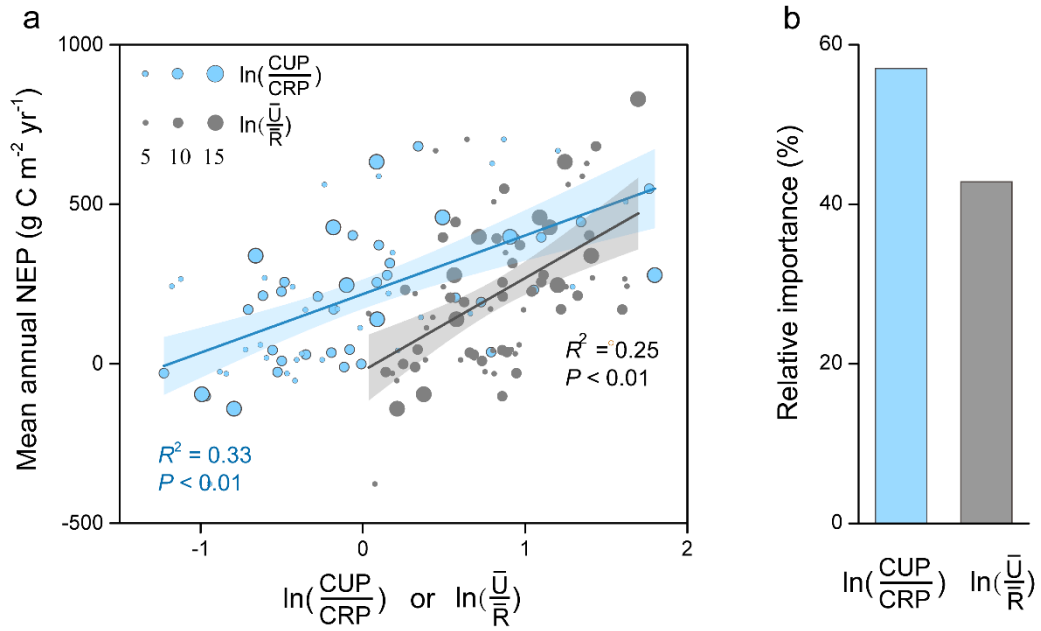 a
Mean annual NEP (g C m⁻² yr⁻¹)
1000
500
0
-500
ln(CUP/CRP)
ln(Ū/R̄)
5 10 15
R² = 0.25
P < 0.01
R² = 0.33
P < 0.01
-1 0 1 2
ln(CUP/CRP) or ln(Ū/R̄)
b
Relative importance (%)
60
40
20
0
ln(CUP/CRP) ln(Ū/R̄)